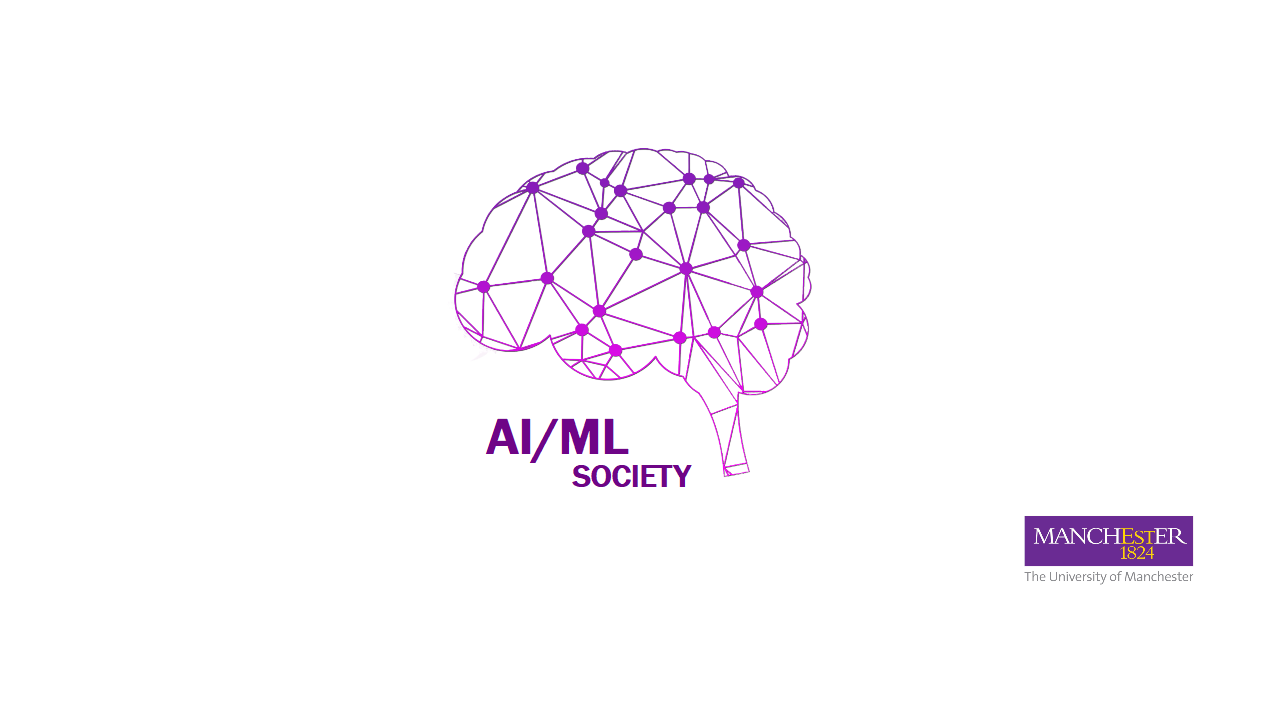 AI/ML
SOCIETY
MANCHEsTER
1824
The University of Manchester